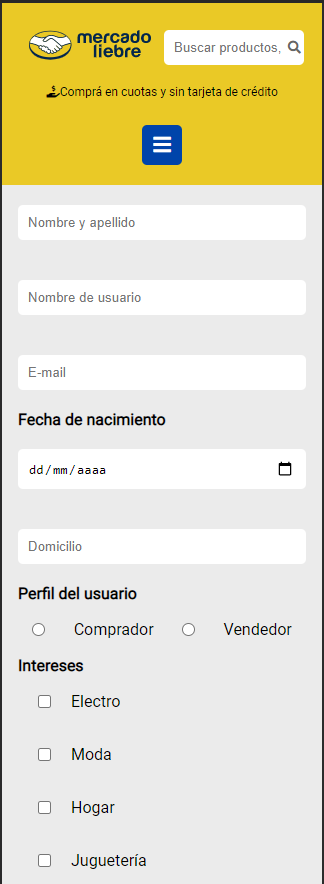 mercado
liebre
Buscar productos,
Comprá en cuotas y sin tarjeta de crédito
Nombre y apellido
Nombre de usuario
E-mail
Fecha de nacimiento
dd/mm/aaaa
Domicilio
Perfil del usuario
Comprador Vendedor
Intereses
Electro
Moda
Hogar
Juguetería